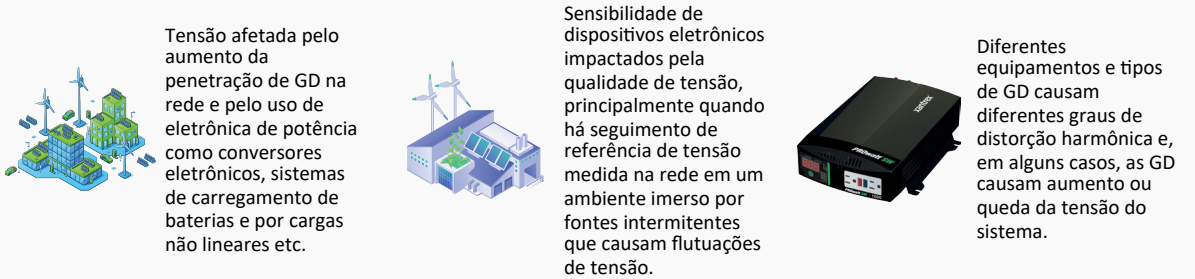 Tensão afetada pelo
aumento da
penetração de GD na
rede e pelo uso de
eletrônica de potência
como conversores
eletrônicos, sistemas
de carregamento de
baterias e por cargas
não lineares etc.
Sensibilidade de
dispositivos eletrônicos
impactados pela
qualidade de tensão,
principalmente quando
há seguimento de
referência de tensão
medida na rede em um
ambiente imerso por
fontes intermitentes
que causam flutuações
de tensão.
xantrex
PROwatt SW
Diferentes
equipamentos e tipos
de GD causam
diferentes graus de
distorção harmônica e,
em alguns casos, as GD
causam aumento ou
queda da tensão do
sistema.